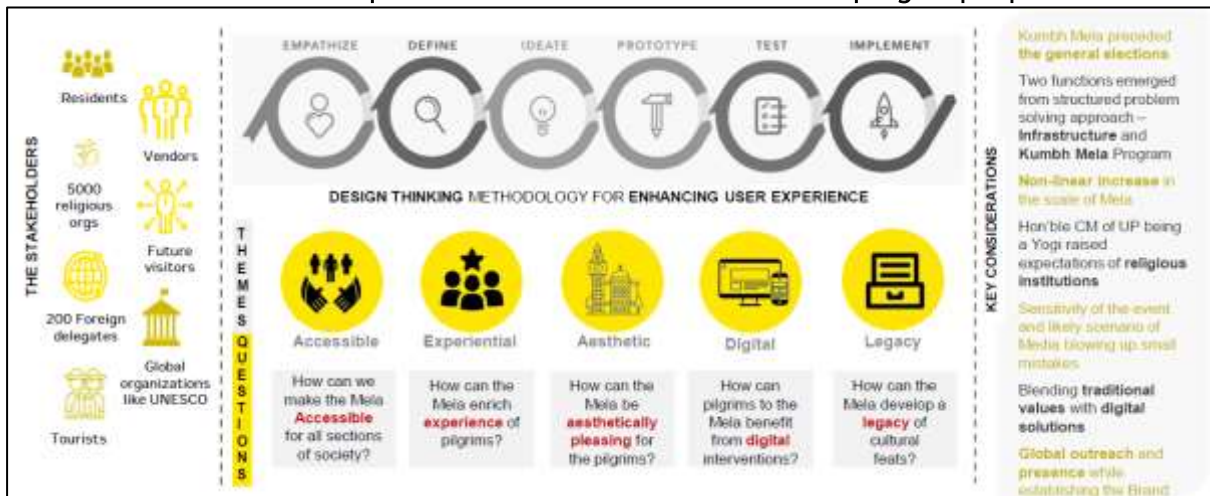 THE STAKEHOLDERS
Residents
Vendors
5000
religious
orgs
Future
visitors
200 Foreign
delegates
Global
organizations
like UNESCO
Tourists
EMPATHIZE
DEFINE
IDEATE
PROTOTYPE
TEST
IMPLEMENT
DESIGN THINKING METHODOLOGY FOR ENHANCING USER EXPERIENCE
THEMES
Accessible
Experiential
Aesthetic
Digital
Legacy
QUESTIONS
How can we
make the Mela
Accessible
for all sections
of society?
How can the
Mela enrich
experience of
pilgrims?
How can the
Mela be
aesthetically
pleasing for
the pilgrims?
How can
pilgrims to the
Mela benefit
from digital
interventions?
How can the
Mela develop a
legacy of
cultural
feats?
KEY CONSIDERATIONS
Kumbh Mela preceded
the general elections
Two functions emerged
from structured problem
solving approach –
Infrastructure and
Kumbh Mela Program
Non-linear increase in
the scale of Mela
Hon'ble CM of UP being
a Yogi raised
expectations of religious
institutions
Sensitivity of the event
and likely scenario of
Media blowing up small
mistakes
Blending traditional
values with digital
solutions
Global outreach and
presence while
establishing the Brand